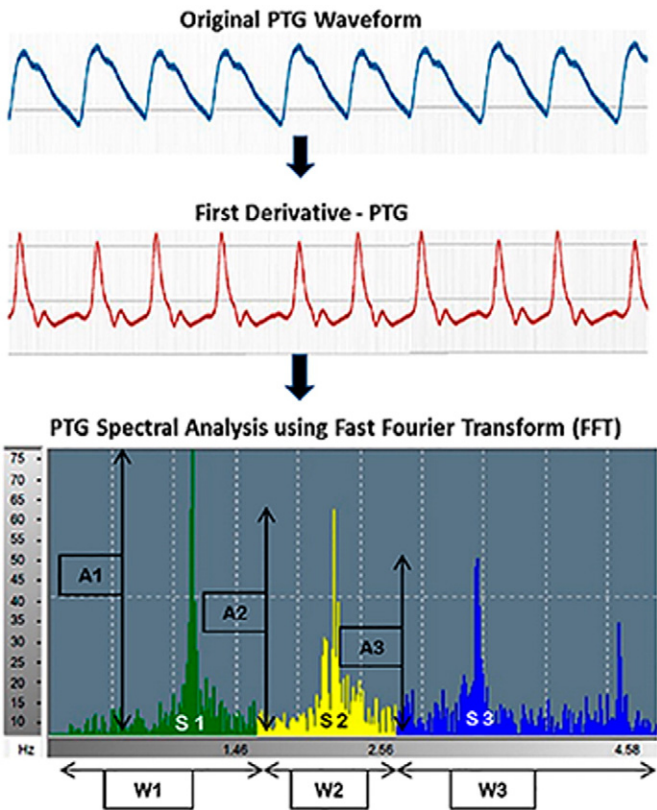 Original PTG Waveform
First Derivative - PTG
PTG Spectral Analysis using Fast Fourier Transform (FFT)
75
70
65
60
55
50
45
40
35
30
25
20
15
10
A1
A2
A3
S 1
S 2
S 3
Hz 1.46 2.56 4.58
W1 W2 W3